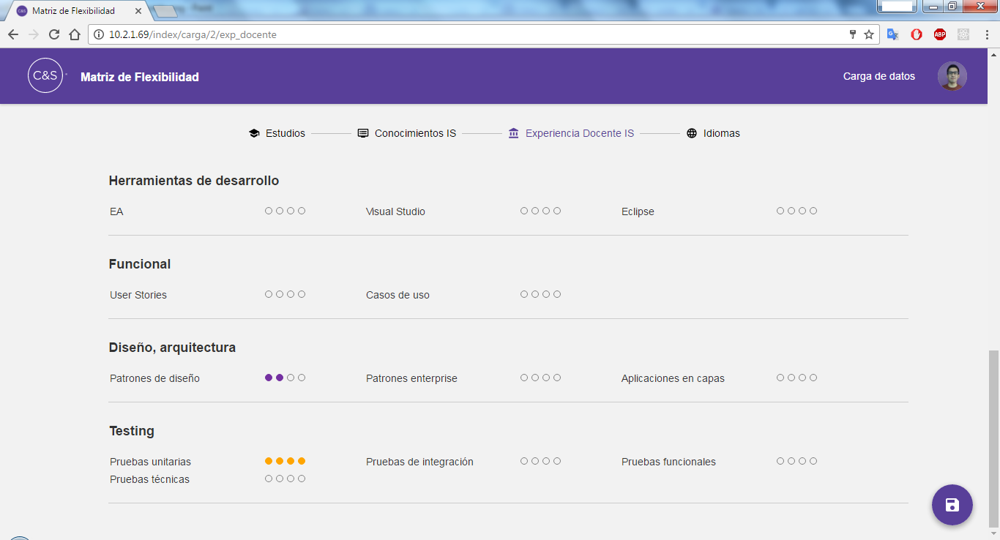 Matriz de Flexibilidad
10.2.1.69/index/carga/2/exp_docente
ABP
C&S Matriz de Flexibilidad Carga de datos
Estudios Conocimientos IS Experiencia Docente IS Idiomas
Herramientas de desarrollo
EA Visual Studio Eclipse
Funcional
User Stories Casos de uso
Diseño, arquitectura
Patrones de diseño Patrones enterprise Aplicaciones en capas
Testing
Pruebas unitarias Pruebas de integración Pruebas funcionales
Pruebas técnicas